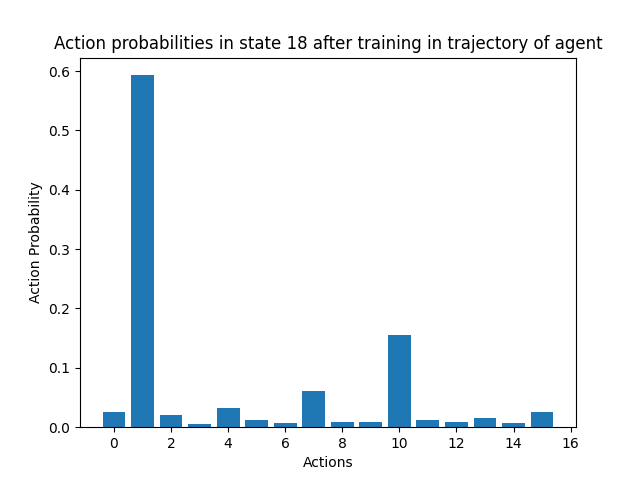 Action probabilities in state 18 after training in trajectory of agent
0.6
0.5
0.4
0.3
0.2
0.1
0.0
Action Probability
0 2 4 6 8 10 12 14 16
Actions